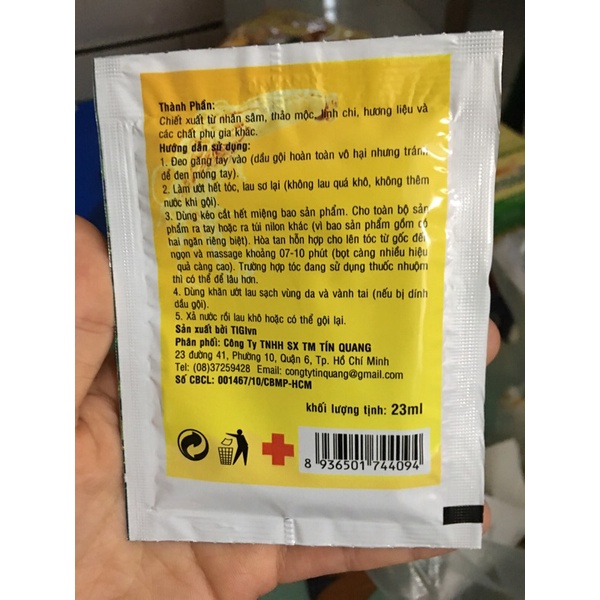 Thành Phần:
Chiết xuất từ nhân sâm, thảo mộc, linh chi, hương liệu và
các chất phụ gia khác.
Hướng dẫn sử dụng:
1. Đeo găng tay vào (dầu gội hoàn toàn vô hại nhưng tránh
để đen móng tay).
2. Làm ướt hết tóc, lau sơ lại (không lau quá khô, không thêm
nước khi gội).
3. Dùng kéo cắt hết miệng bao sản phẩm. Cho toàn bộ sản
phẩm ra tay hoặc ra túi nilon khác (vì bao sản phẩm gồm có
hai ngăn riêng biệt). Hòa tan hỗn hợp cho lên tóc từ gốc đến
ngọn và massage khoảng 07-10 phút (bọt càng nhiều hiệu
quả càng cao). Trường hợp tóc đang sử dụng thuốc nhuộm
thì có thể để lâu hơn.
4. Dùng khăn ướt lau sạch vùng da và vành tai (nếu bị dính
dầu gội).
5. Xả nước rồi lau khô hoặc có thể gội lại.
Sản xuất bởi TIGIvn
Phân phối: Công Ty TNHH SX TM TÍN QUANG
23 đường 41, Phường 10, Quận 6, Tp. Hồ Chí Minh
Tel: (08)37259428 Email: congtytinquang@gmail.com
Số CBCL: 001467/10/CBMP-HCM
khối lượng tịnh: 23ml
8 936501 744094